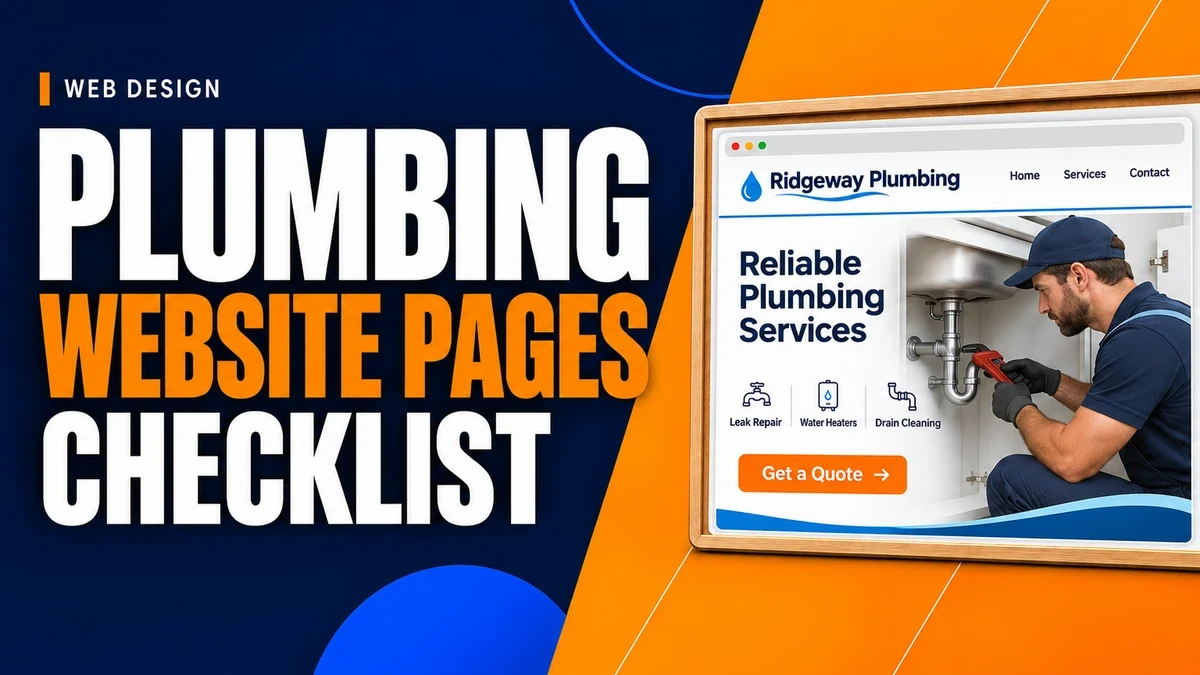 WEB DESIGN
PLUMBING
WEBSITE PAGES
CHECKLIST
Ridgeway Plumbing
Home Services Contact
Reliable
Plumbing
Services
Leak Repair Water Heaters Drain Cleaning
Get a Quote →